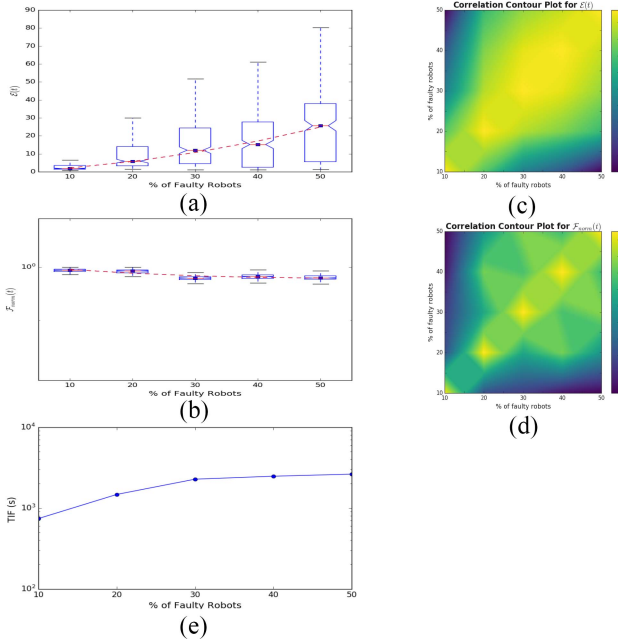 90
80
70
60
50
40
30
20
10
0
ℰ(t)
10 20 30 40 50
% of Faulty Robots
(a)
10⁰
ℱnorm(t)
10 20 30 40 50
% of Faulty Robots
(b)
10⁴
10³
10²
TIF (s)
10 20 30 40 50
% of Faulty Robots
(e)
Correlation Contour Plot for ℰ(t)
50
40
30
20
10
% of faulty robots
10 20 30 40 50
% of faulty robots
(c)
Correlation Contour Plot for ℱnorm(t)
50
40
30
20
10
% of faulty robots
10 20 30 40 50
% of faulty robots
(d)